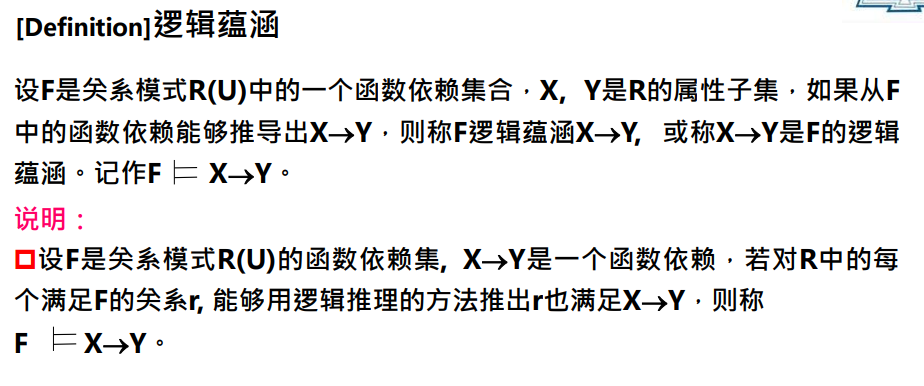 [Definition]逻辑蕴涵
设F是关系模式R(U)中的一个函数依赖集合，X, Y是R的属性子集，如果从F
中的函数依赖能够推导出X→Y，则称F逻辑蕴涵X→Y, 或称X→Y是F的逻辑
蕴涵。记作F ⊨ X→Y。
说明：
设F是关系模式R(U)的函数依赖集, X→Y是一个函数依赖，若对R中的每
个满足F的关系r, 能够用逻辑推理的方法推出r也满足X→Y，则称
F ⊨ X→Y。